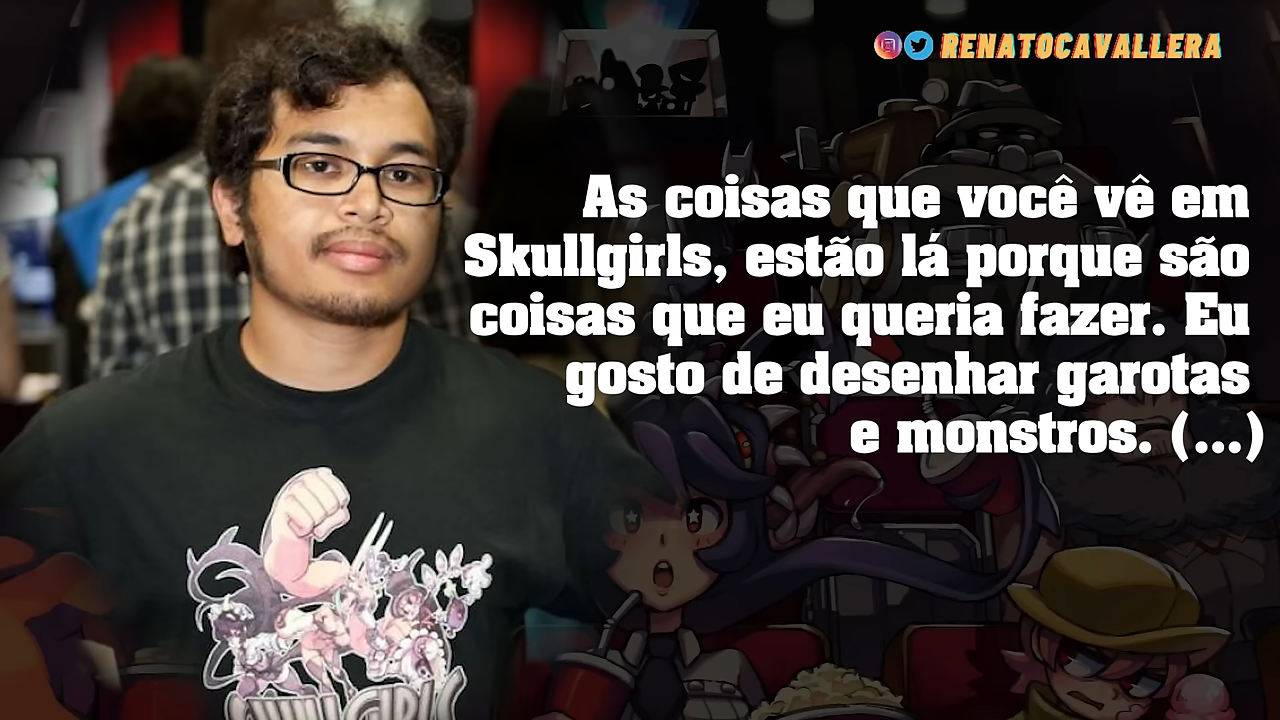 RENATOCAVALLERA
As coisas que você vê em
Skullgirls, estão lá porque são
coisas que eu queria fazer. Eu
gosto de desenhar garotas
e monstros. (...)
SKULLGIRLS